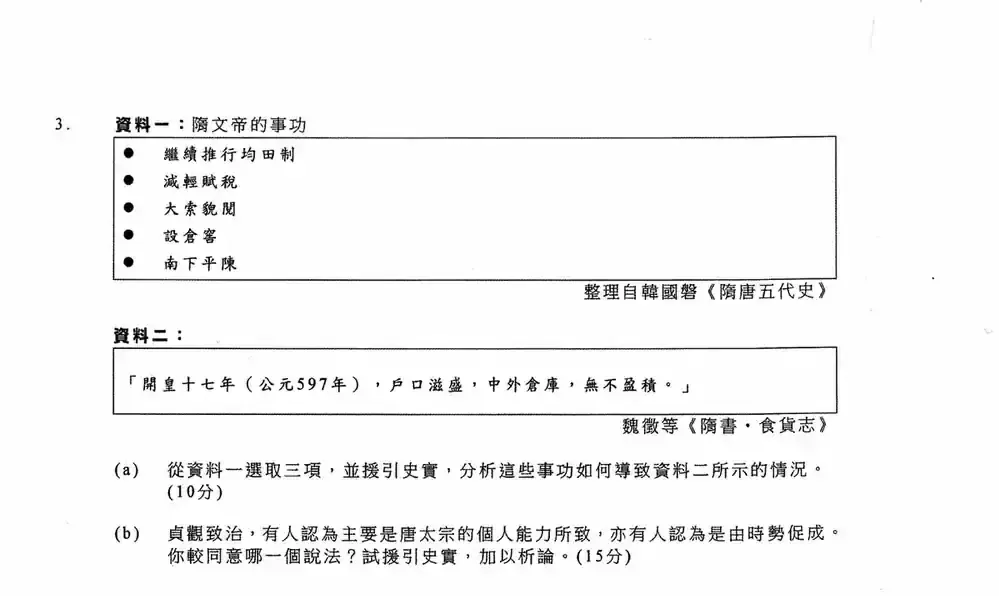 3. 資料一：隋文帝的事功
● 繼續推行均田制
● 減輕賦稅
● 大索貌閱
● 設倉窖
● 南下平陳
整理自韓國磐《隋唐五代史》
資料二：
「開皇十七年（公元597年），戶口滋盛，中外倉庫，無不盈積。」
魏徵等《隋書·食貨志》
(a) 從資料一選取三項，並援引史實，分析這些事功如何導致資料二所示的情況。
(10分)
(b) 貞觀致治，有人認為主要是唐太宗的個人能力所致，亦有人認為是由時勢促成。
你較同意哪一個說法？試援引史實，加以析論。(15分)